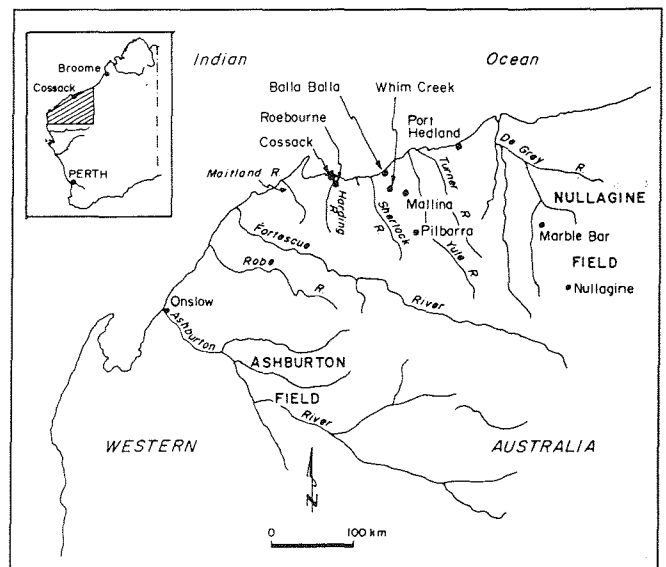 Indian
Ocean
Broome
Cossack
PERTH
Balla Balla
Whim Creek
Roebourne
Cossack
Port
Hedland
De Grey
R.
Maitland R.
Harding
R.
Sherlock
R.
Turner
R.
Yule R.
Mallina
Pilbarra
NULLAGINE
FIELD
Marble Bar
Nullagine
Fortescue
River
Robe
R.
Onslow
Ashburton
River
ASHBURTON
FIELD
WESTERN
AUSTRALIA
N
0
100 km